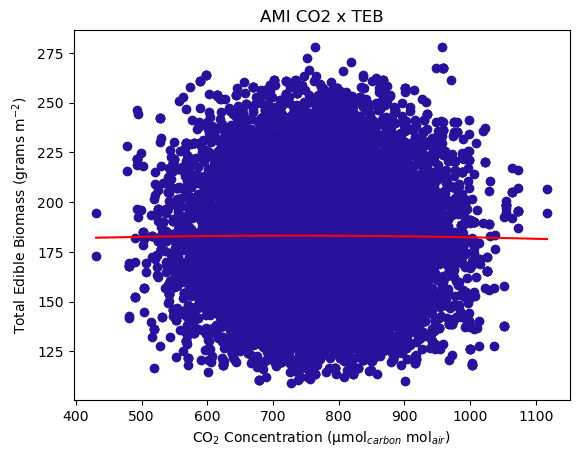 AMI CO2 x TEB
275
250
225
200
175
150
125
Total Edible Biomass (grams m⁻²)
400 500 600 700 800 900 1000 1100
CO₂ Concentration (μmol_carbon mol_air)